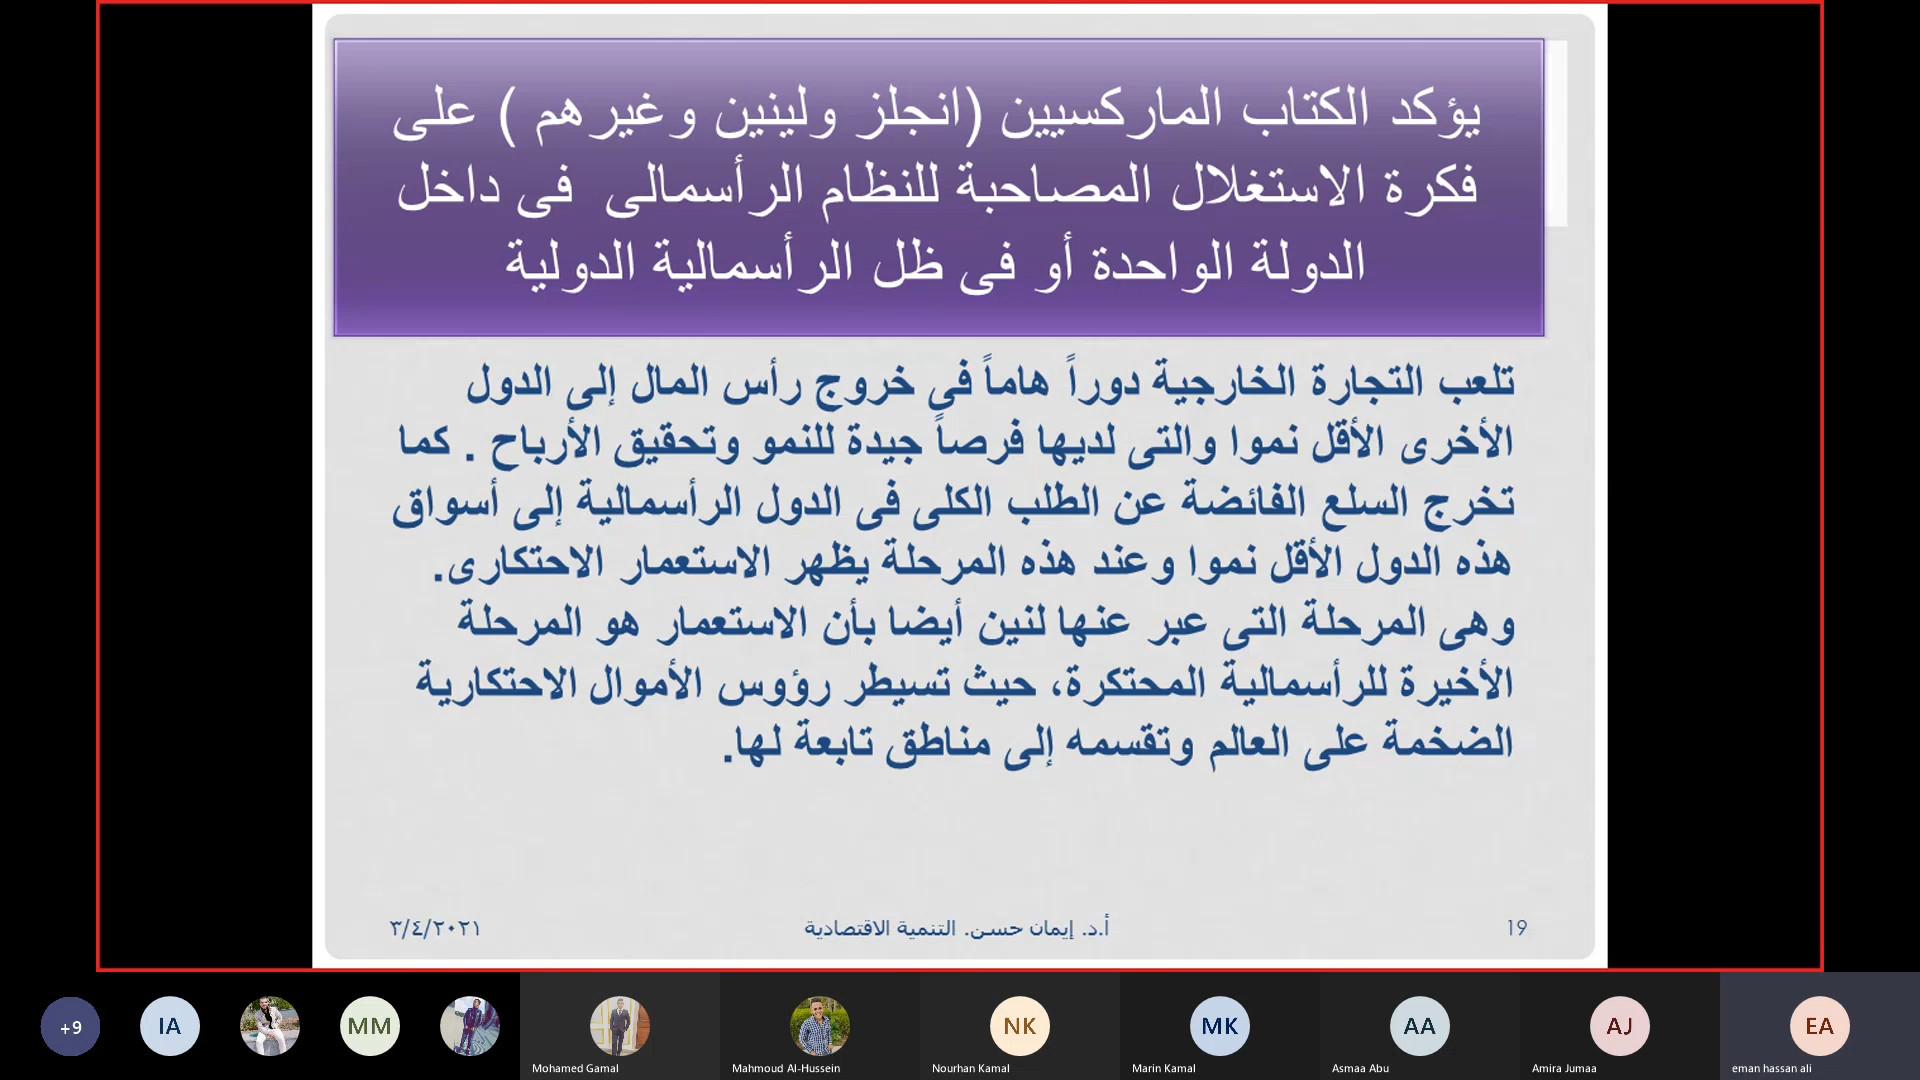 يؤكد الكتاب الماركسيين (انجلز ولينين وغيرهم ) على
فكرة الاستغلال المصاحبة للنظام الرأسمالى فى داخل
الدولة الواحدة أو فى ظل الرأسمالية الدولية
تلعب التجارة الخارجية دوراً هاماً فى خروج رأس المال إلى الدول
الأخرى الأقل نموا والتى لديها فرصاً جيدة للنمو وتحقيق الأرباح . كما
تخرج السلع الفائضة عن الطلب الكلى فى الدول الرأسمالية إلى أسواق
هذه الدول الأقل نموا وعند هذه المرحلة يظهر الاستعمار الاحتكارى.
وهى المرحلة التى عبر عنها لنين أيضا بأن الاستعمار هو المرحلة
الأخيرة للرأسمالية المحتكرة، حيث تسيطر رؤوس الأموال الاحتكارية
الضخمة على العالم وتقسمه إلى مناطق تابعة لها.
19
أ.د. إيمان حسن. التنمية الاقتصادية
٣/٤/٢٠٢١
+9
IA
MM
Mohamed Gamal
Mahmoud Al-Hussein
NK
Nourhan Kamal
MK
Marin Kamal
AA
Asmaa Abu
AJ
Amira Jumaa
EA
eman hassan ali